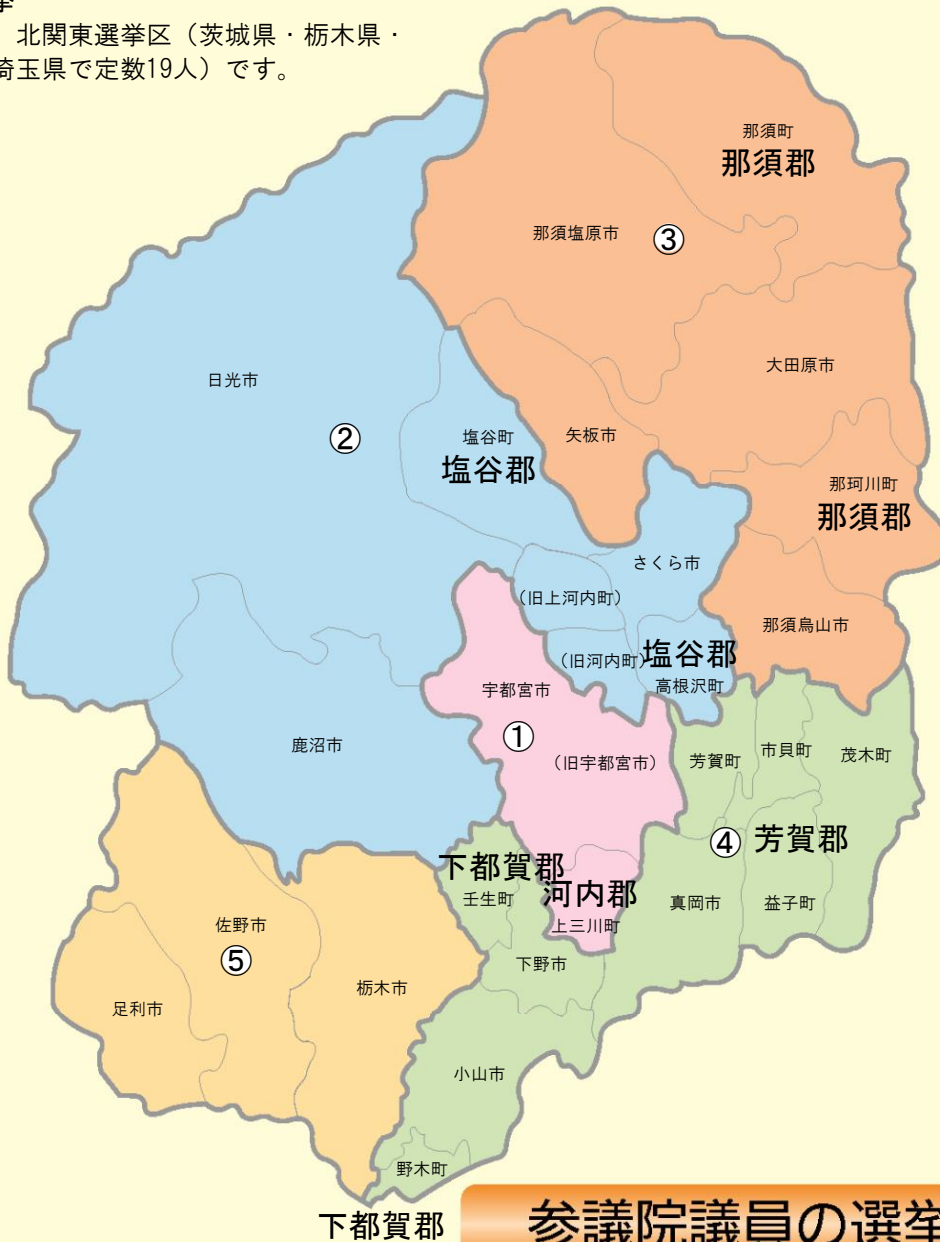 北関東選挙区（茨城県・栃木県・
埼玉県で定数19人）です。
那須町
那須郡
那須塩原市
③
大田原市
日光市
②
塩谷町
塩谷郡
矢板市
那珂川町
那須郡
さくら市
（旧上河内町）
那須烏山市
（旧河内町）
塩谷郡
高根沢町
宇都宮市
①
（旧宇都宮市）
鹿沼市
芳賀町
市貝町
茂木町
④
芳賀郡
下都賀郡
壬生町
河内郡
上三川町
真岡市
益子町
佐野市
⑤
下野市
栃木市
足利市
小山市
野木町
下都賀郡
参議院議員の選挙